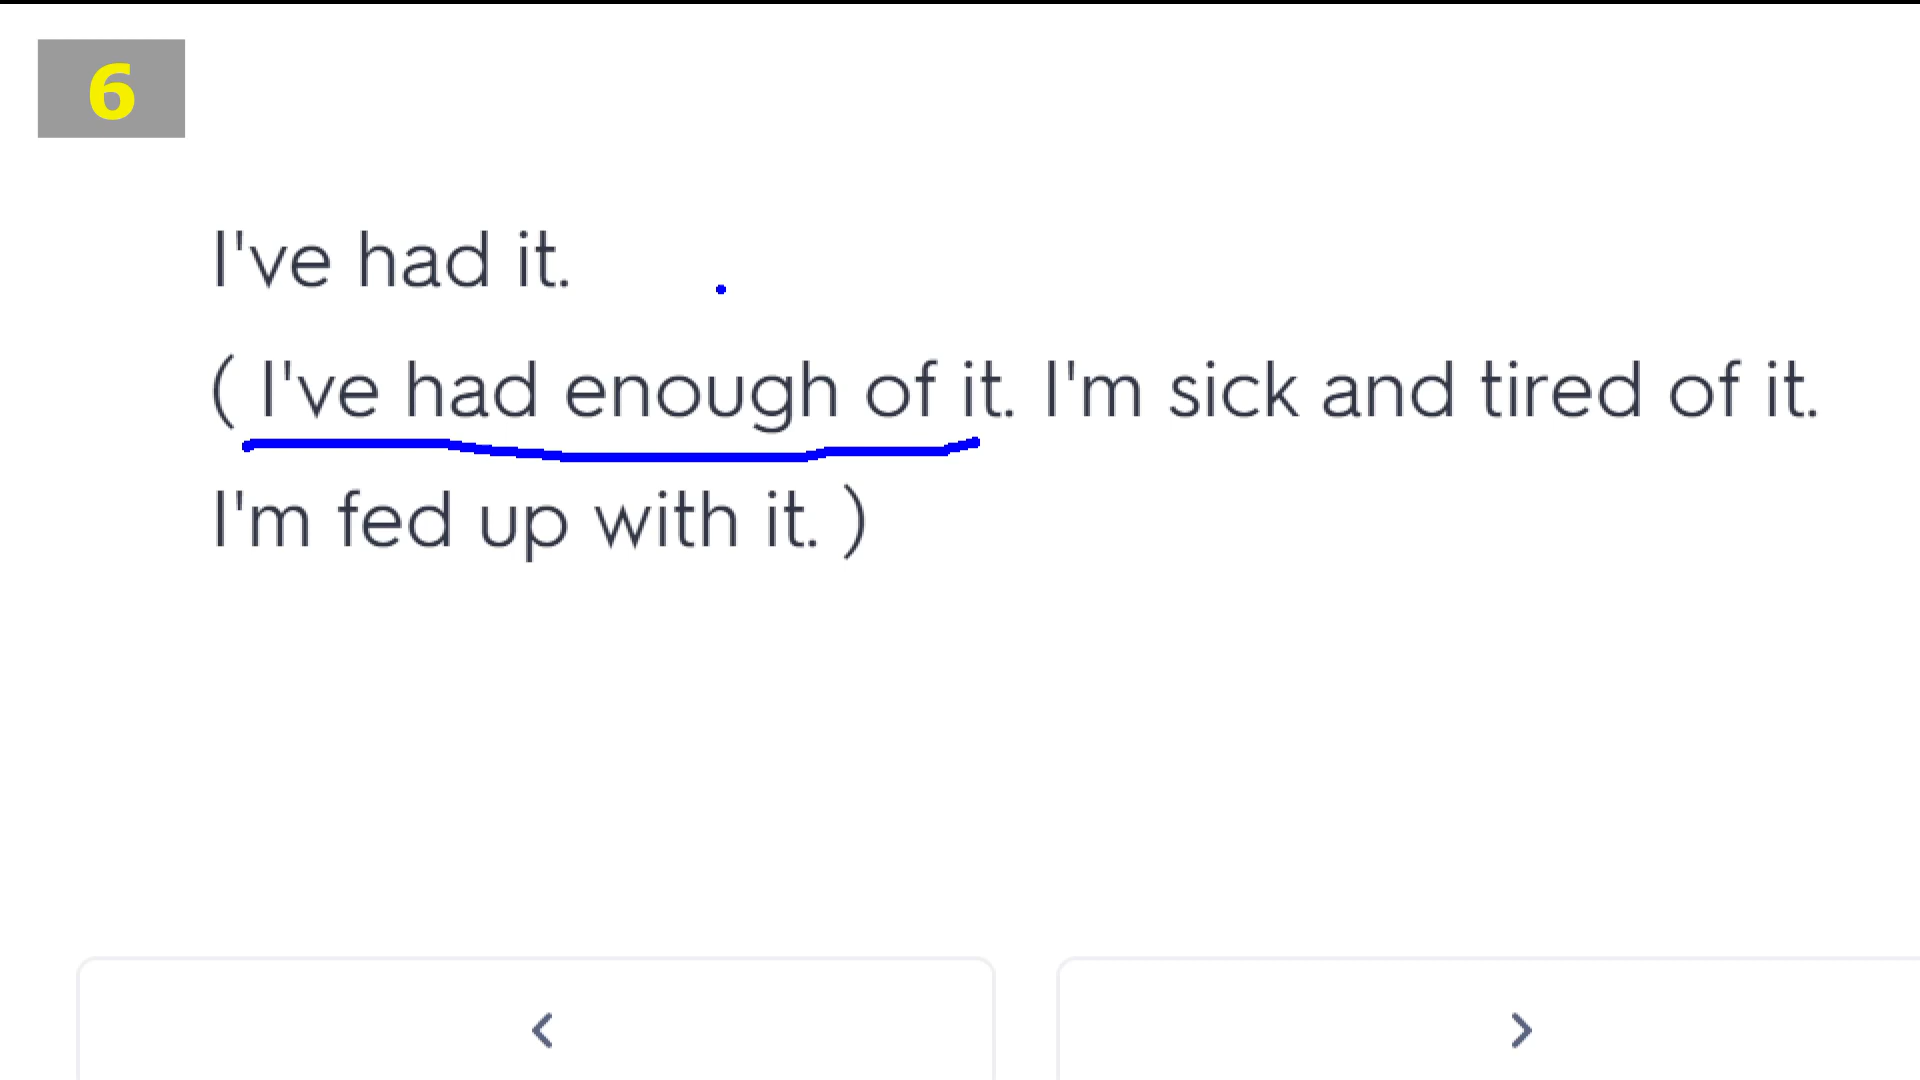 6
I've had it.
( I've had enough of it. I'm sick and tired of it.
I'm fed up with it. )